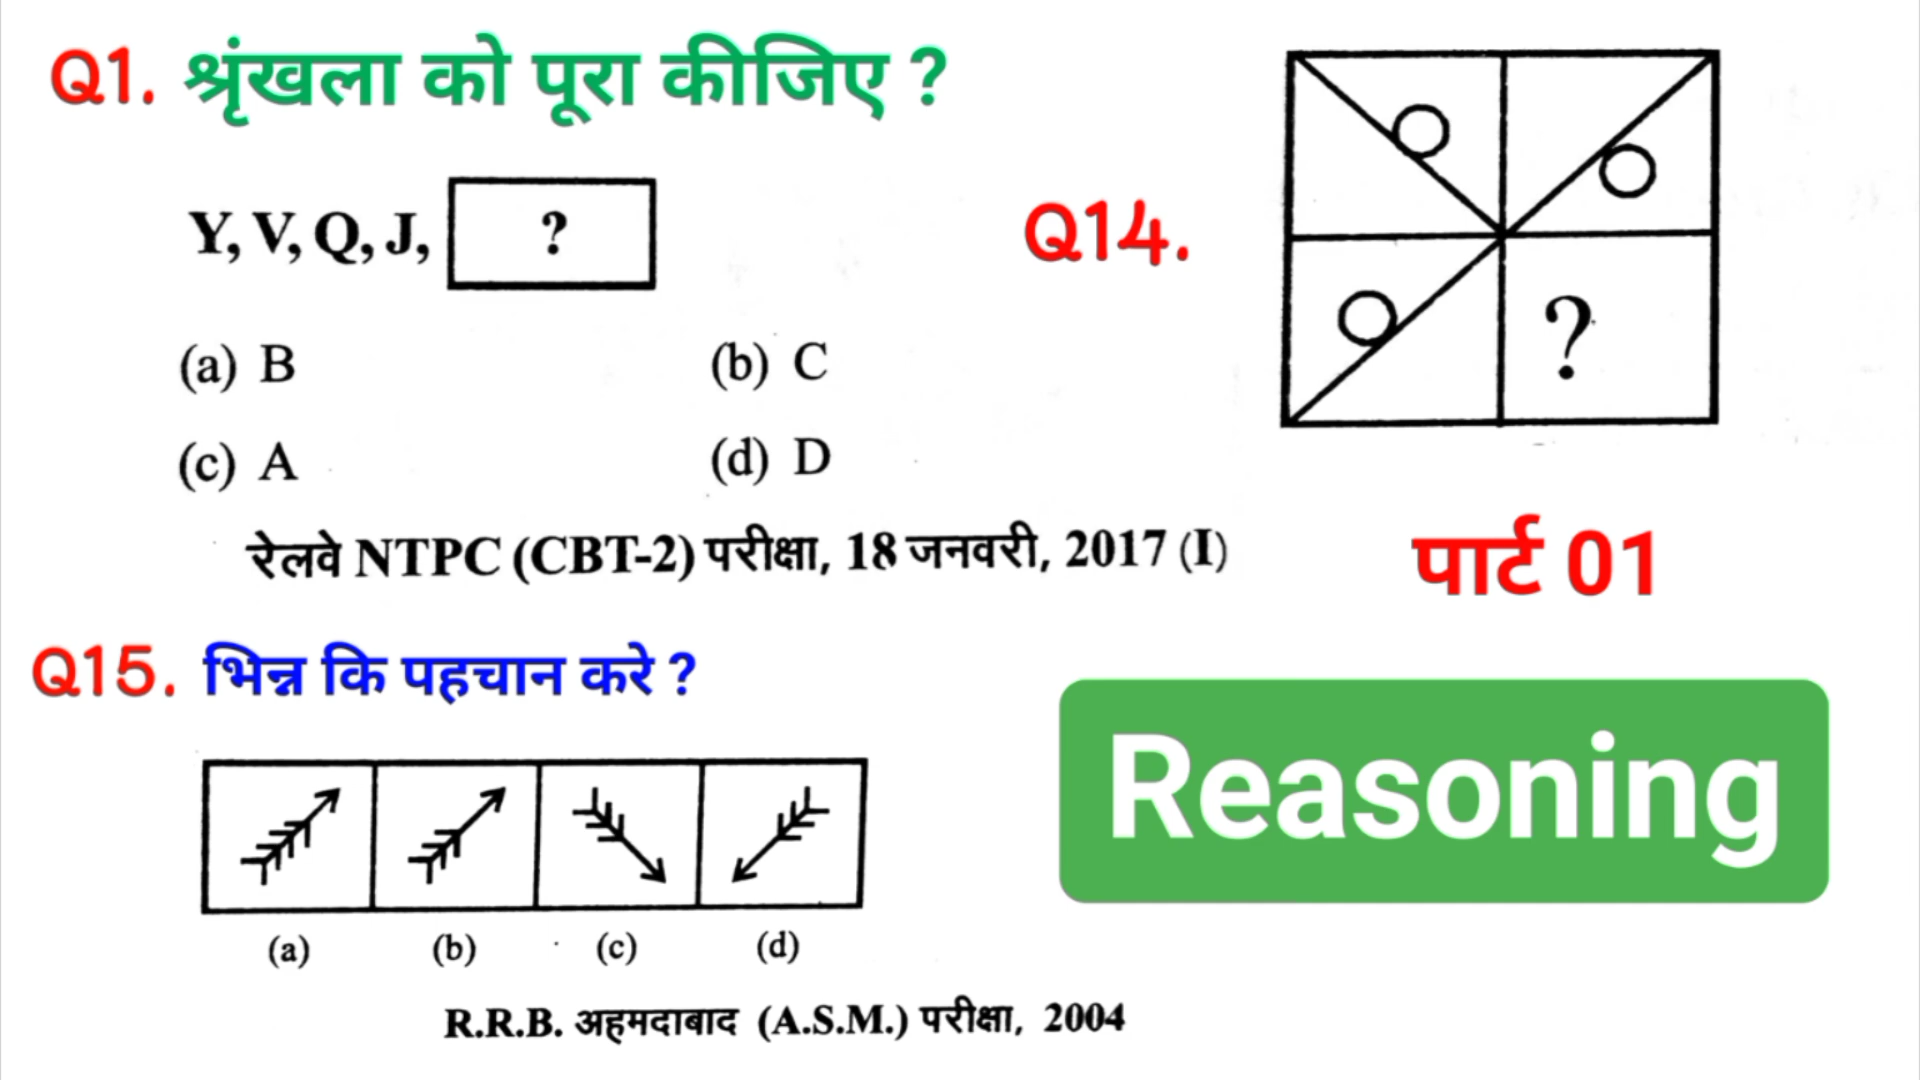 Q1. श्रृंखला को पूरा कीजिए ?
Y, V, Q, J, ?
(a) B (b) C
(c) A (d) D
रेलवे NTPC (CBT-2) परीक्षा, 18 जनवरी, 2017 (I)
Q14.
?
पार्ट 01
Q15. भिन्न कि पहचान करे ?
(a) (b) (c) (d)
R.R.B. अहमदाबाद (A.S.M.) परीक्षा, 2004
Reasoning